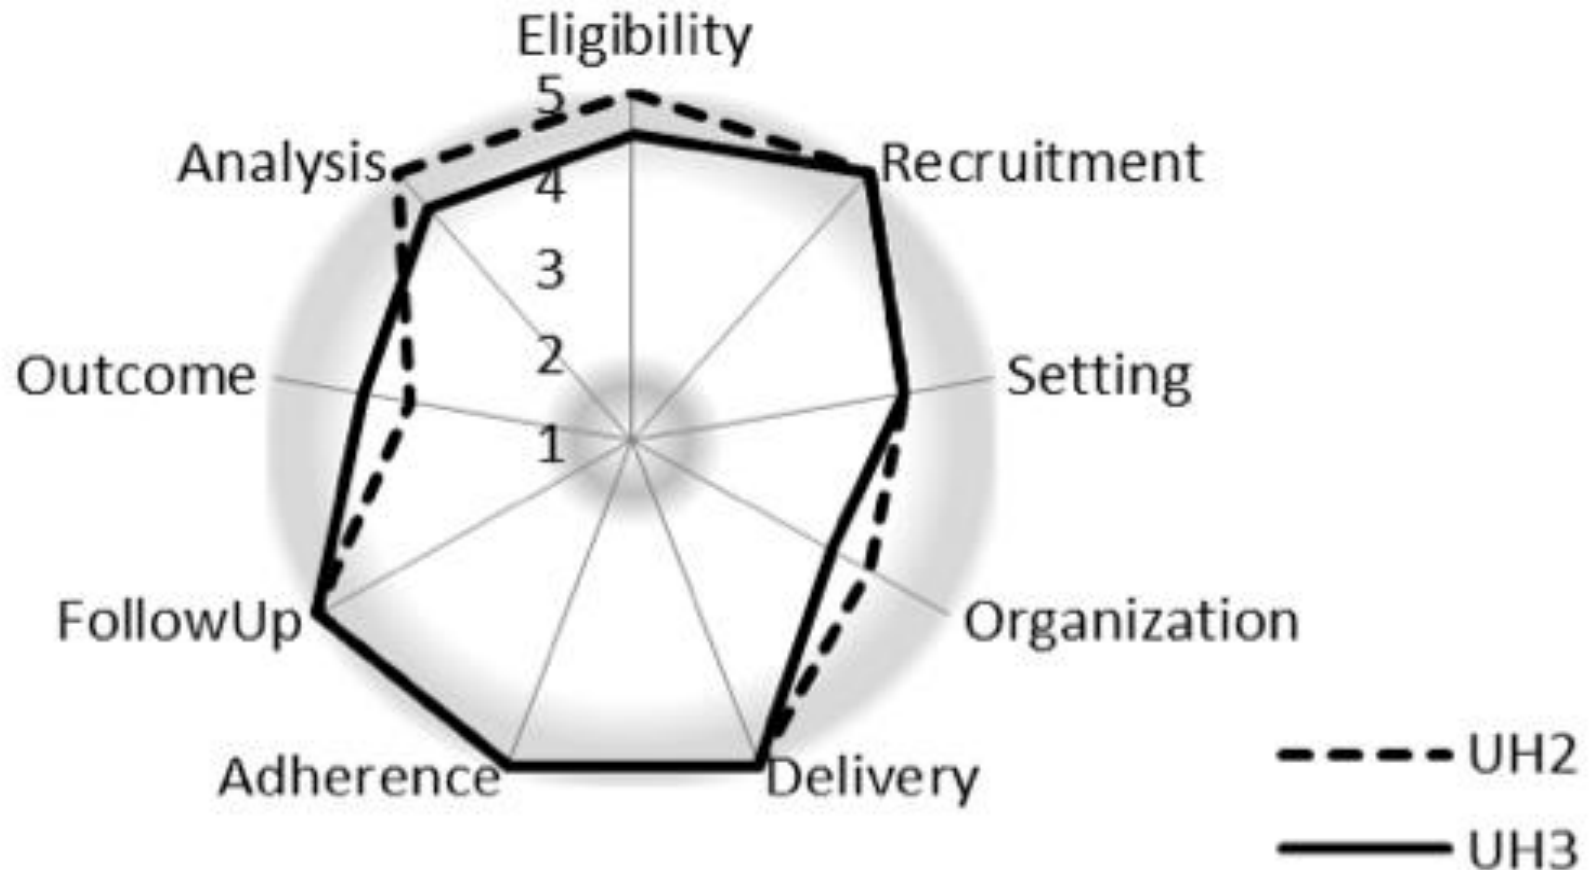 Eligibility
5
Analysis
Recruitment
4
3
2
Outcome
Setting
1
FollowUp
Organization
Adherence
Delivery
UH2
UH3